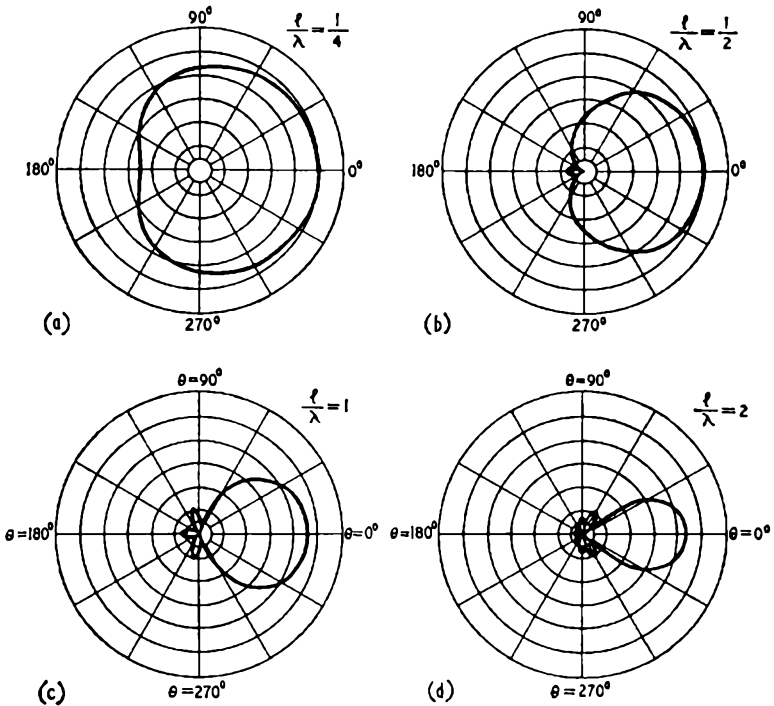 90°
ℓ/λ = 1/4
180°
0°
270°
(a)
90°
ℓ/λ = 1/2
180°
0°
270°
(b)
θ=90°
ℓ/λ = 1
θ=180°
θ=0°
θ=270°
(c)
θ=90°
ℓ/λ = 2
θ=180°
θ=0°
θ=270°
(d)